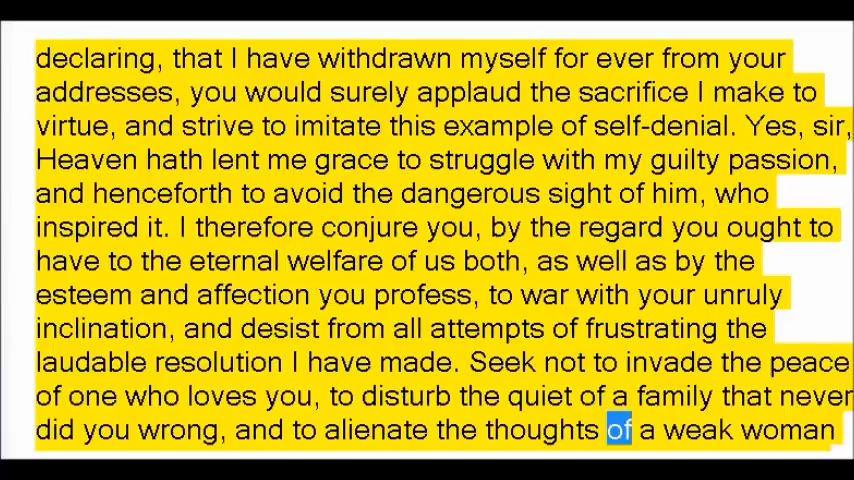 declaring, that I have withdrawn myself for ever from your
addresses, you would surely applaud the sacrifice I make to
virtue, and strive to imitate this example of self-denial. Yes, sir,
Heaven hath lent me grace to struggle with my guilty passion,
and henceforth to avoid the dangerous sight of him, who
inspired it. I therefore conjure you, by the regard you ought to
have to the eternal welfare of us both, as well as by the
esteem and affection you profess, to war with your unruly
inclination, and desist from all attempts of frustrating the
laudable resolution I have made. Seek not to invade the peace
of one who loves you, to disturb the quiet of a family that never
did you wrong, and to alienate the thoughts of a weak woman